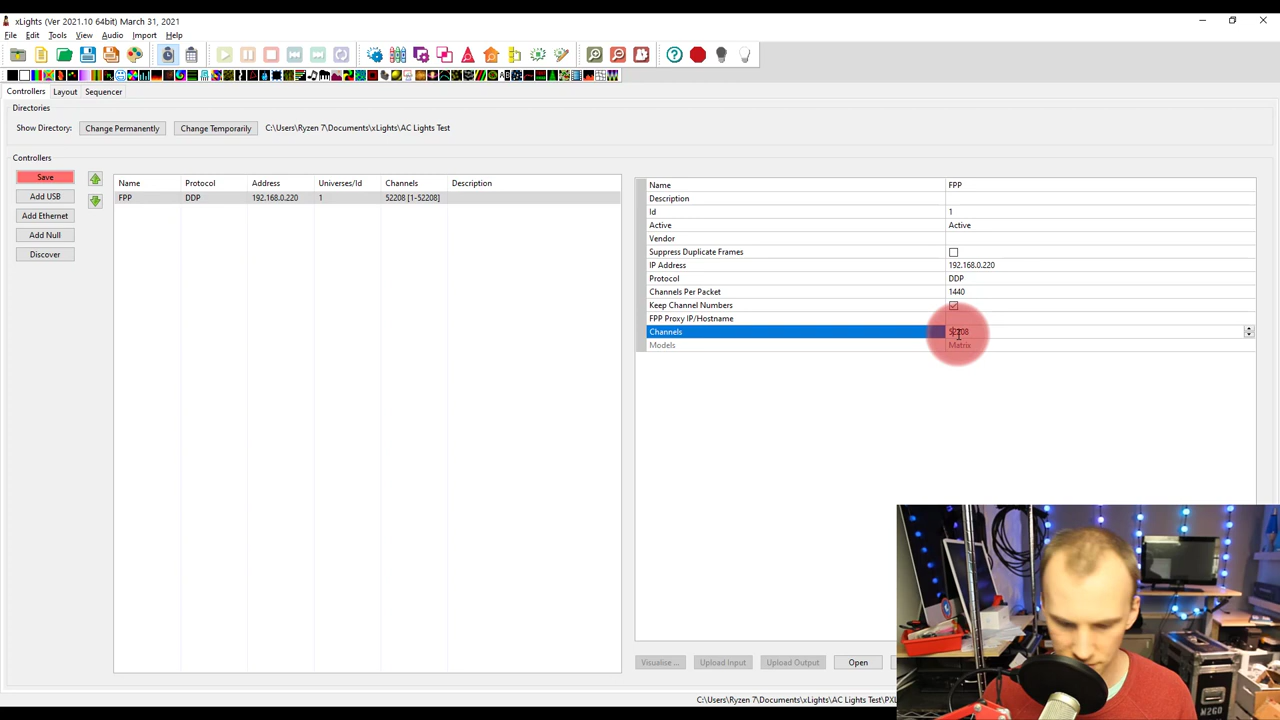 xLights (Ver 2021.10 64bit) March 31, 2021
File Edit Tools View Audio Import Help
Controllers Layout Sequencer
Directories
Show Directory: Change Permanently Change Temporarily C:\Users\Ryzen 7\Documents\xLights\AC Lights Test
Controllers
Save
Add USB
Add Ethernet
Add Null
Discover
Name Protocol Address Universes/Id Channels Description
FPP DDP 192.168.0.220 1 52208 [1-52208]
Name FPP
Description
Id 1
Active Active
Vendor
Suppress Duplicate Frames
IP Address 192.168.0.220
Protocol DDP
Channels Per Packet 1440
Keep Channel Numbers
FPP Proxy IP/Hostname
Channels 52208
Models Matrix
Visualise ... Upload Input Upload Output Open
C:\Users\Ryzen 7\Documents\xLights\AC Lights Test\PXL